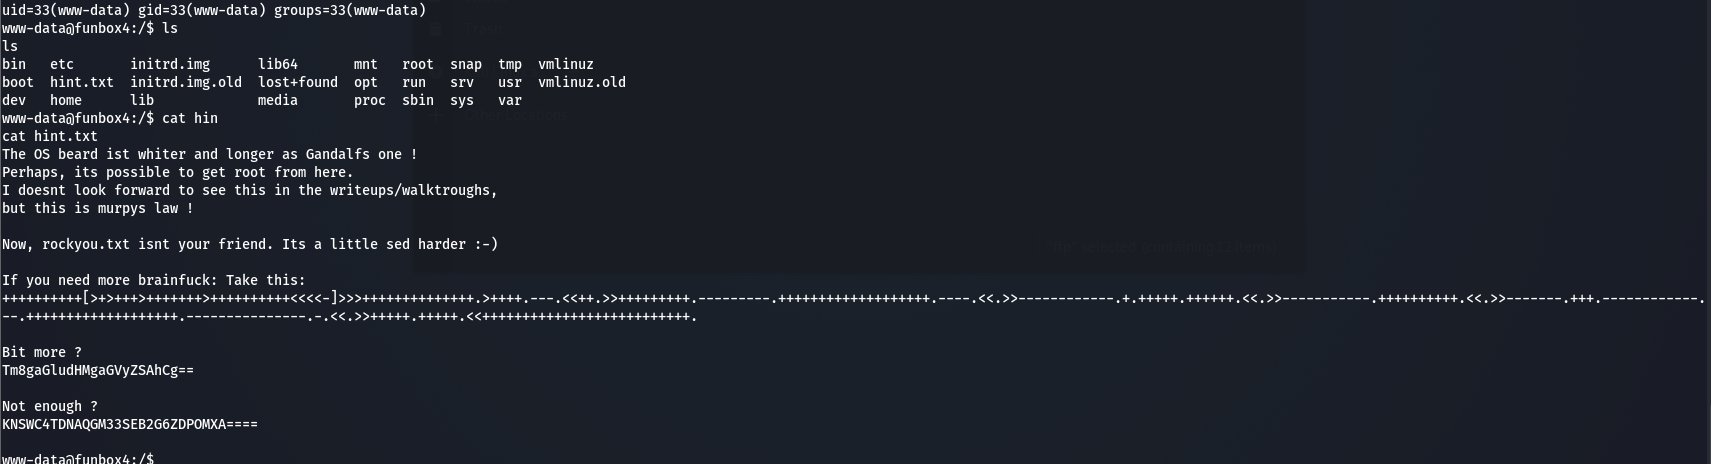 uid=33(www-data) gid=33(www-data) groups=33(www-data)
www-data@funbox4:/$ ls
ls
bin etc initrd.img lib64 mnt root snap tmp vmlinuz
boot hint.txt initrd.img.old lost+found opt run srv usr vmlinuz.old
dev home lib media proc sbin sys var
www-data@funbox4:/$ cat hin
cat hint.txt
The OS beard ist whiter and longer as Gandalfs one !
Perhaps, its possible to get root from here.
I doesnt look forward to see this in the writeups/walktroughs,
but this is murpys law !
Now, rockyou.txt isnt your friend. Its a little sed harder :-)
If you need more brainfuck: Take this:
++++++++++[>+>+++>+++++++>++++++++++<<<<-]>>>++++++++++++++.>++++.---.<<++.>>+++++++++.---------.+++++++++++++++++++.----.<<.>>------------.+.+++++.++++++.<<.>>-----------.++++++++++.<<.>>-------.+++.------------.
--.+++++++++++++++++++.---------------.-.<<.>>+++++.+++++.<<++++++++++++++++++++++++++.
Bit more ?
Tm8gaGludHMgaGVyZSAhCg==
Not enough ?
KNSWC4TDNAQGM33SEB2G6ZDPOMXA====
www-data@funbox4:/$